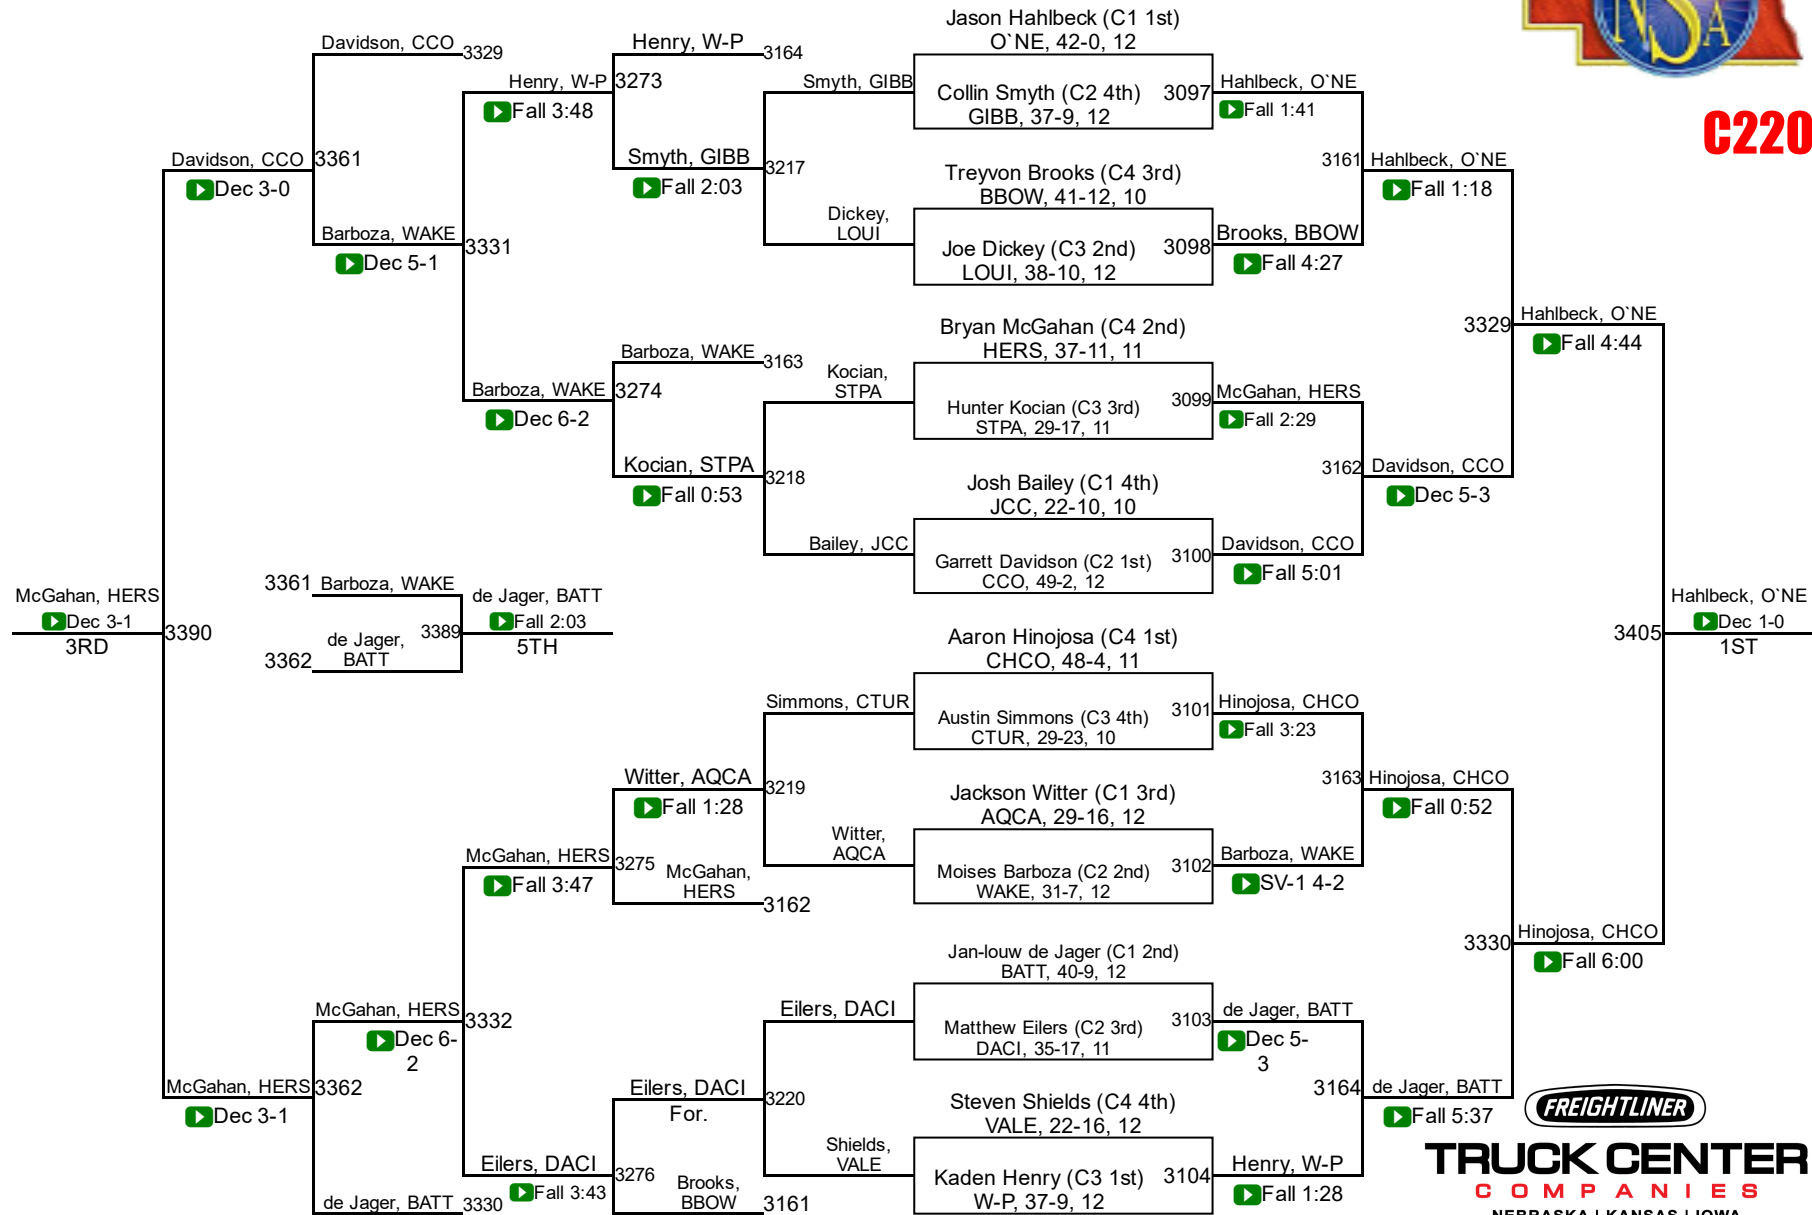 NSA
C220
Davidson, CCO
3329
Henry, W-P
3164
Henry, W-P
3273
Fall 3:48
Smyth, GIBB
Davidson, CCO
3361
Dec 3-0
Smyth, GIBB
3217
Fall 2:03
Dickey,
LOUI
Barboza, WAKE
3331
Dec 5-1
Barboza, WAKE
3163
Barboza, WAKE
3274
Dec 6-2
Kocian,
STPA
Kocian, STPA
3218
Fall 0:53
Bailey, JCC
McGahan, HERS
Dec 3-1
3390
3RD
3361
Barboza, WAKE
3362
de Jager,
BATT
3389
de Jager, BATT
Fall 2:03
5TH
Simmons, CTUR
Witter, AQCA
3219
Fall 1:28
Witter,
AQCA
McGahan, HERS
3275
Fall 3:47
McGahan,
HERS
3162
McGahan, HERS
3332
Dec 6-
2
Eilers, DACI
McGahan, HERS
3362
Dec 3-1
Eilers, DACI
3220
For.
Shields,
VALE
Eilers, DACI
3276
Fall 3:43
Brooks,
BBOW
3161
de Jager, BATT
3330
Jason Hahlbeck (C1 1st)
O`NE, 42-0, 12
Collin Smyth (C2 4th)
GIBB, 37-9, 12
3097
Treyvon Brooks (C4 3rd)
BBOW, 41-12, 10
Joe Dickey (C3 2nd)
LOUI, 38-10, 12
3098
Bryan McGahan (C4 2nd)
HERS, 37-11, 11
Hunter Kocian (C3 3rd)
STPA, 29-17, 11
3099
Josh Bailey (C1 4th)
JCC, 22-10, 10
Garrett Davidson (C2 1st)
CCO, 49-2, 12
3100
Aaron Hinojosa (C4 1st)
CHCO, 48-4, 11
Austin Simmons (C3 4th)
CTUR, 29-23, 10
3101
Jackson Witter (C1 3rd)
AQCA, 29-16, 12
Moises Barboza (C2 2nd)
WAKE, 31-7, 12
3102
Jan-louw de Jager (C1 2nd)
BATT, 40-9, 12
Matthew Eilers (C2 3rd)
DACI, 35-17, 11
3103
Steven Shields (C4 4th)
VALE, 22-16, 12
Kaden Henry (C3 1st)
W-P, 37-9, 12
3104
Hahlbeck, O`NE
Fall 1:41
3161
Hahlbeck, O`NE
Fall 1:18
Brooks, BBOW
Fall 4:27
3329
Hahlbeck, O`NE
Fall 4:44
McGahan, HERS
Fall 2:29
3162
Davidson, CCO
Dec 5-3
Davidson, CCO
Fall 5:01
3405
Hahlbeck, O`NE
Dec 1-0
1ST
Hinojosa, CHCO
Fall 3:23
3163
Hinojosa, CHCO
Fall 0:52
Barboza, WAKE
SV-1 4-2
3330
Hinojosa, CHCO
Fall 6:00
de Jager, BATT
Dec 5-
3
3164
de Jager, BATT
Fall 5:37
Henry, W-P
Fall 1:28
FREIGHTLINER
TRUCK CENTER
COMPANIES
NEBRASKA | KANSAS | IOWA